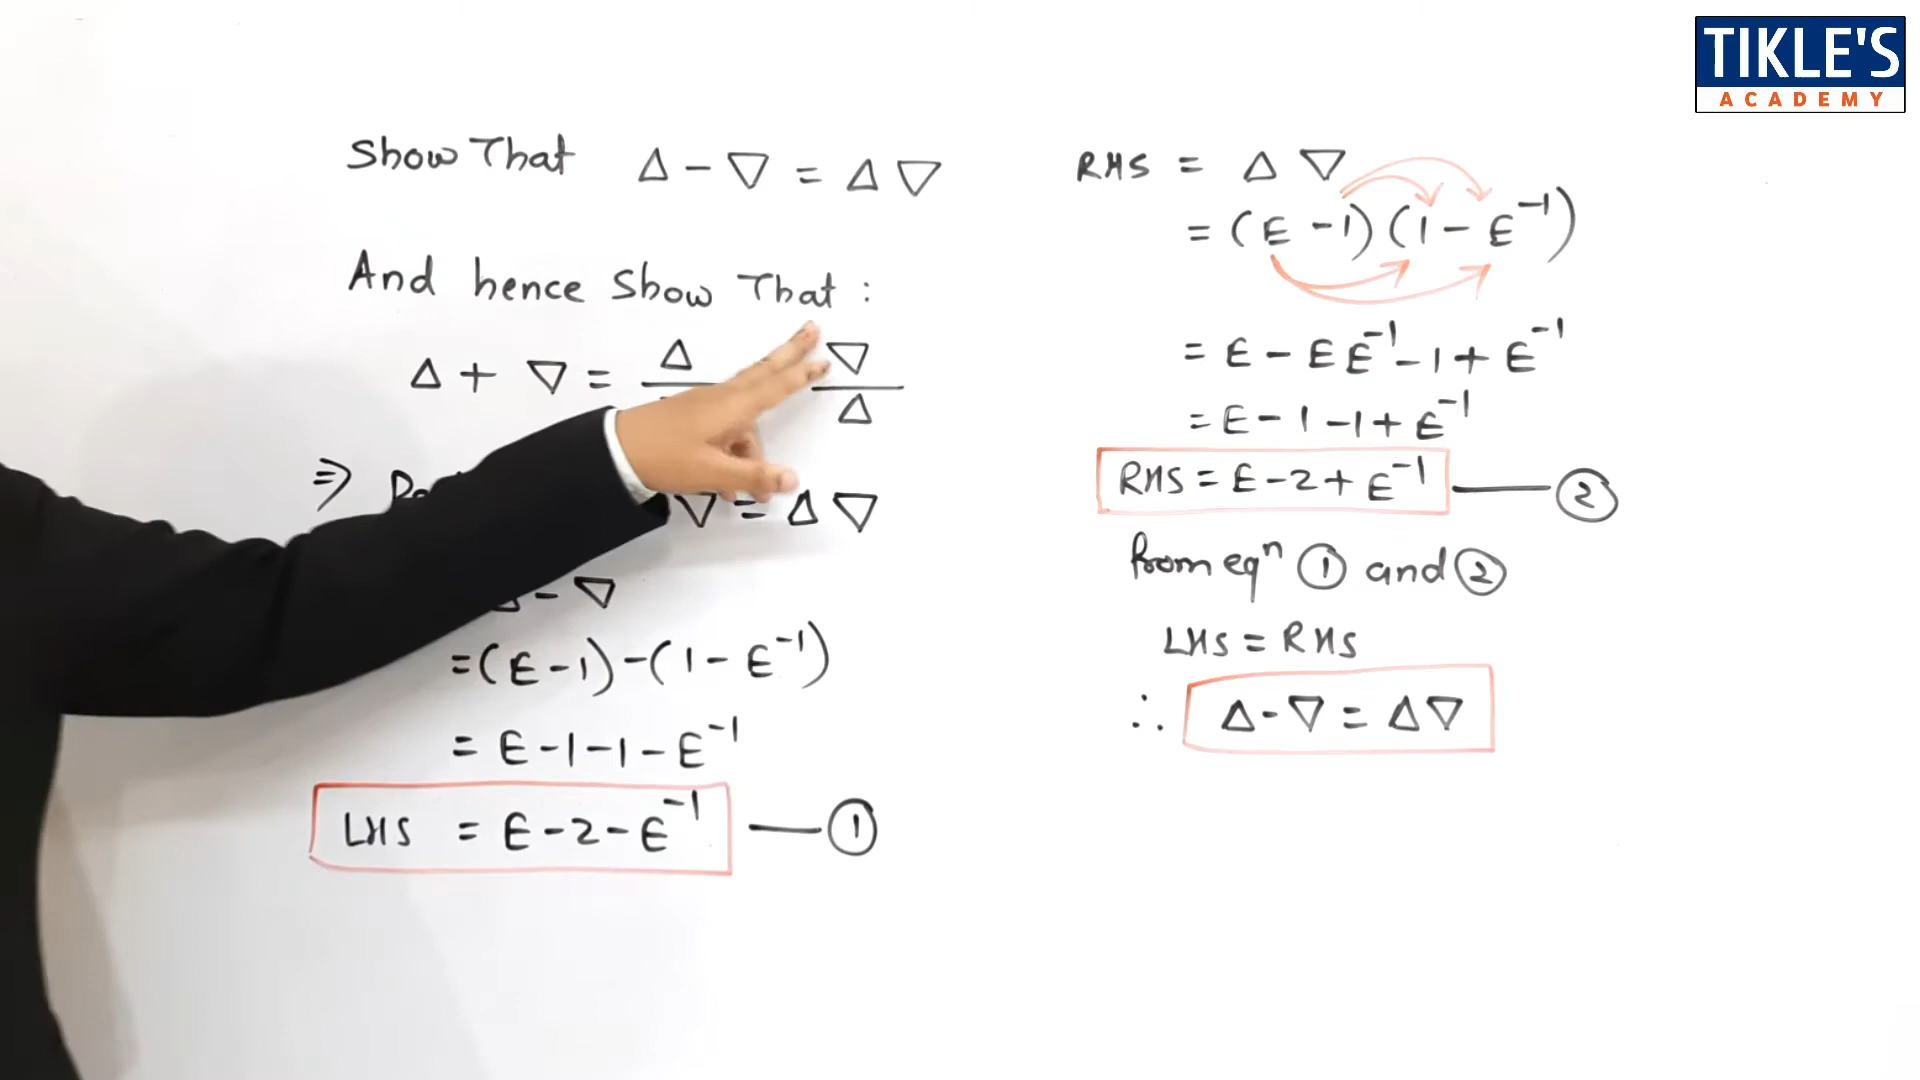 TIKLE'S
ACADEMY
Show That Δ - ∇ = Δ ∇
And hence Show That :
Δ + ∇ = Δ ∇ / Δ
⇒ ∇ = Δ ∇
- ∇
= (E - 1) - (1 - E⁻¹)
= E - 1 - 1 - E⁻¹
LHS = E - 2 - E⁻¹ — ①
RHS = Δ ∇
= (E - 1) (1 - E⁻¹)
= E - E E⁻¹ - 1 + E⁻¹
= E - 1 - 1 + E⁻¹
RHS = E - 2 + E⁻¹ — ②
from eqⁿ ① and ②
LHS = RHS
∴ Δ - ∇ = Δ ∇